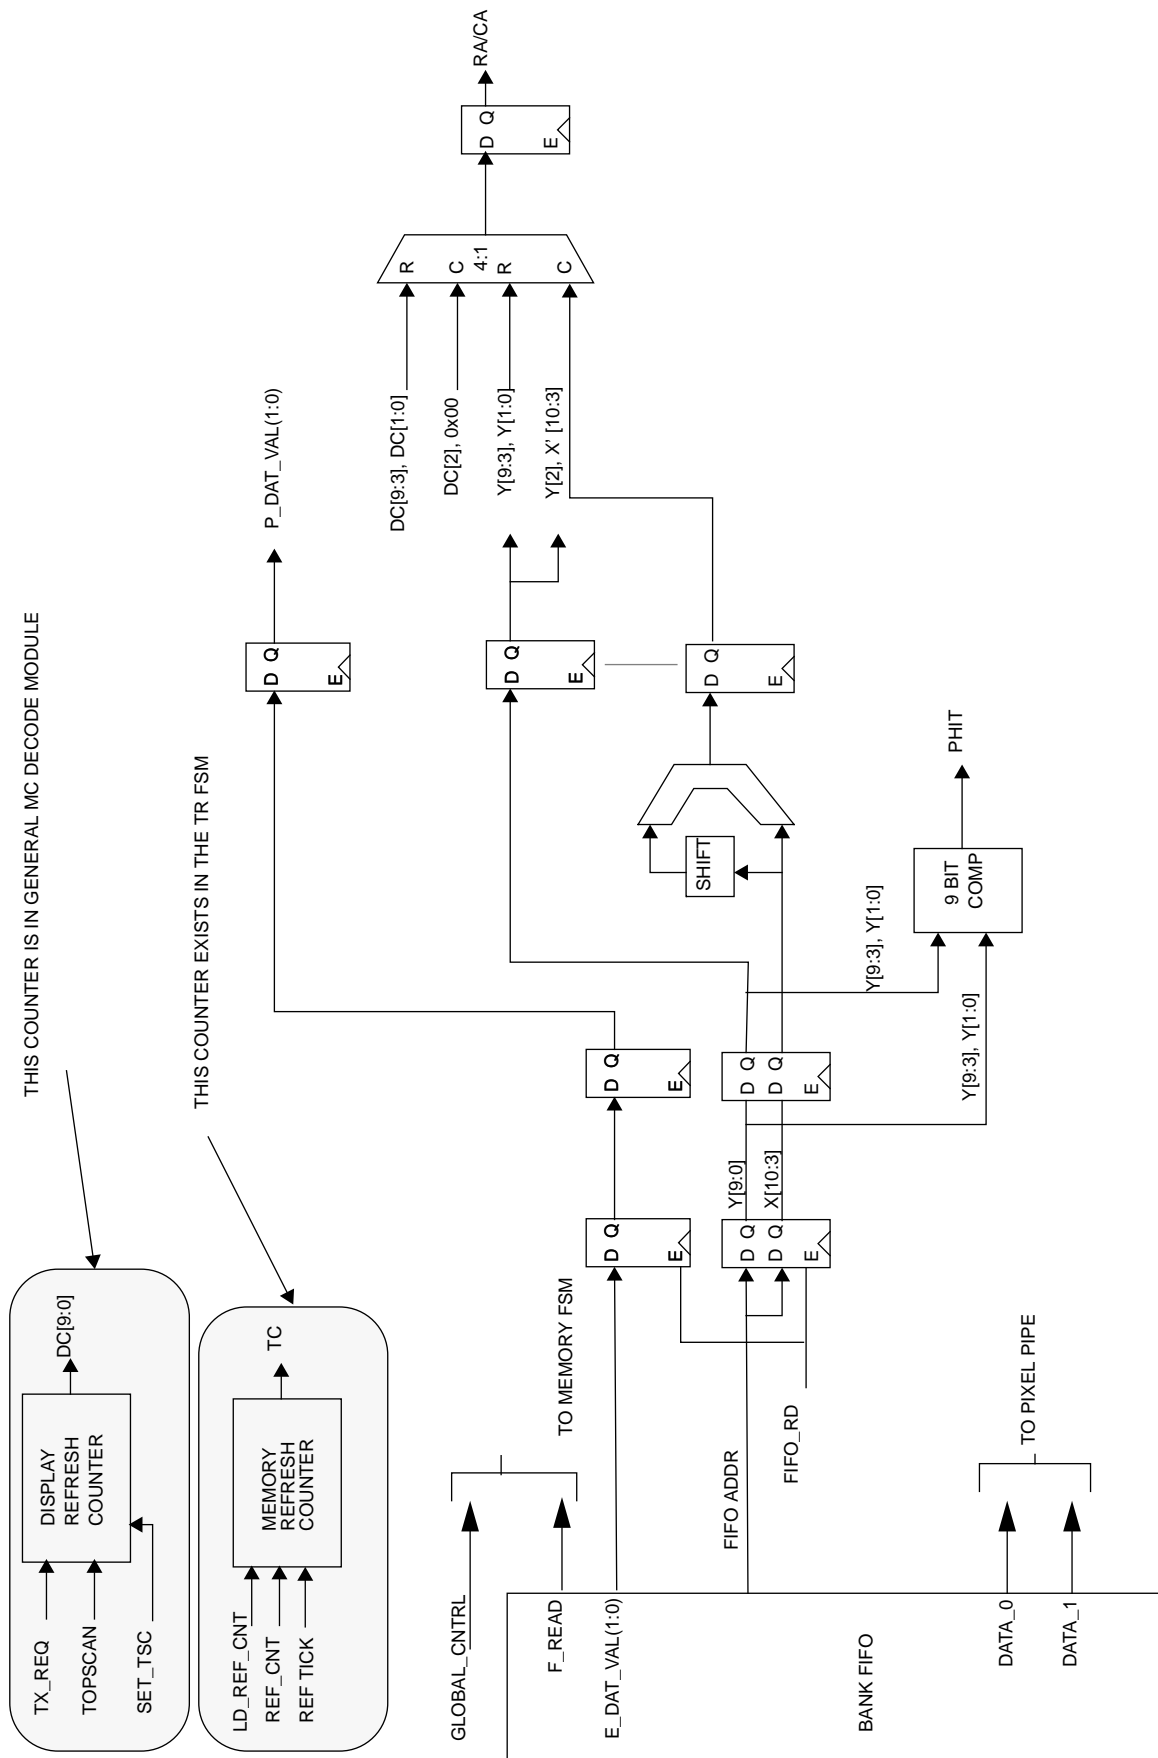 THIS COUNTER IS IN GENERAL MC DECODE MODULE
THIS COUNTER EXISTS IN THE TR FSM
TX_REQ
TOPSCAN
SET_TSC
DISPLAY
REFRESH
COUNTER
DC[9:0]
LD_REF_CNT
REF_CNT
REF TICK
MEMORY
REFRESH
COUNTER
TC
GLOBAL_CNTRL
F_READ
TO MEMORY FSM
E_DAT_VAL(1:0)
D Q
E
D Q
E
D Q
E
P_DAT_VAL(1:0)
BANK FIFO
FIFO ADDR
FIFO_RD
D Q
D Q
E
Y[9:0]
X[10:3]
D Q
D Q
E
Y[9:3], Y[1:0]
Y[9:3], Y[1:0]
9 BIT
COMP
PHIT
SHIFT
D Q
E
D Q
E
DC[9:3], DC[1:0]
DC[2], 0x00
Y[9:3], Y[1:0]
Y[2], X' [10:3]
R
C
4:1
R
C
D Q
E
RA/CA
DATA_0
DATA_1
TO PIXEL PIPE